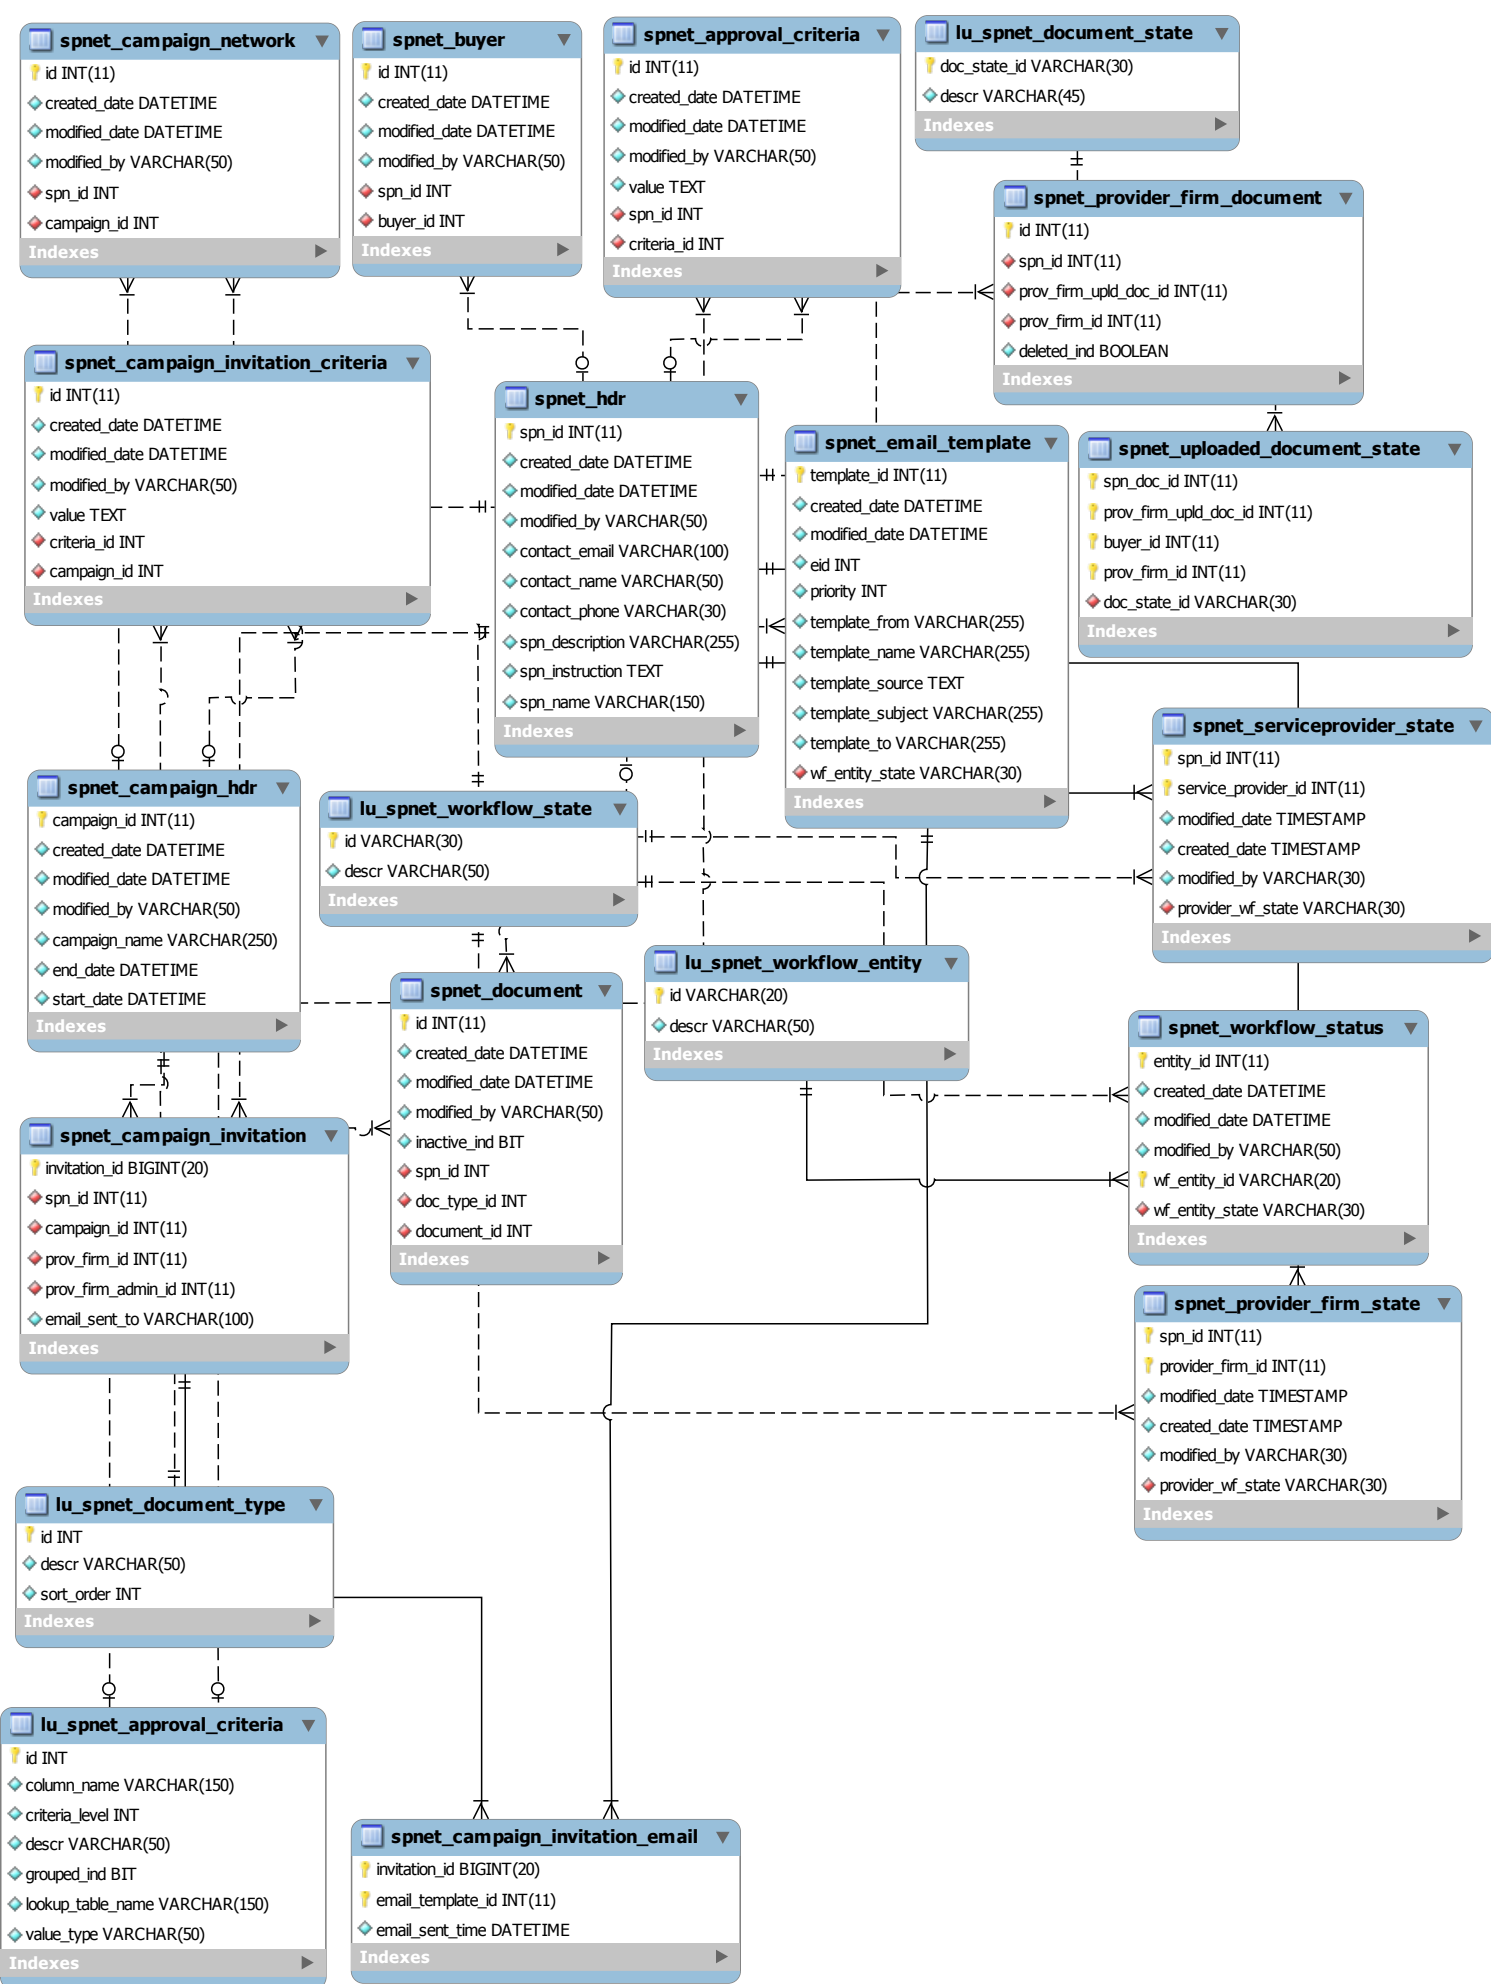 spnet_campaign_network
id INT(11)
created_date DATETIME
modified_date DATETIME
modified_by VARCHAR(50)
spn_id INT
campaign_id INT
Indexes
spnet_buyer
id INT(11)
created_date DATETIME
modified_date DATETIME
modified_by VARCHAR(50)
spn_id INT
buyer_id INT
Indexes
spnet_approval_criteria
id INT(11)
created_date DATETIME
modified_date DATETIME
modified_by VARCHAR(50)
value TEXT
spn_id INT
criteria_id INT
Indexes
lu_spnet_document_state
doc_state_id VARCHAR(30)
descr VARCHAR(45)
Indexes
spnet_provider_firm_document
id INT(11)
spn_id INT(11)
prov_firm_upld_doc_id INT(11)
prov_firm_id INT(11)
deleted_ind BOOLEAN
Indexes
spnet_campaign_invitation_criteria
id INT(11)
created_date DATETIME
modified_date DATETIME
modified_by VARCHAR(50)
value TEXT
criteria_id INT
campaign_id INT
Indexes
spnet_hdr
spn_id INT(11)
created_date DATETIME
modified_date DATETIME
modified_by VARCHAR(50)
contact_email VARCHAR(100)
contact_name VARCHAR(50)
contact_phone VARCHAR(30)
spn_description VARCHAR(255)
spn_instruction TEXT
spn_name VARCHAR(150)
Indexes
spnet_email_template
template_id INT(11)
created_date DATETIME
modified_date DATETIME
eid INT
priority INT
template_from VARCHAR(255)
template_name VARCHAR(255)
template_source TEXT
template_subject VARCHAR(255)
template_to VARCHAR(255)
wf_entity_state VARCHAR(30)
Indexes
spnet_uploaded_document_state
spn_doc_id INT(11)
prov_firm_upld_doc_id INT(11)
buyer_id INT(11)
prov_firm_id INT(11)
doc_state_id VARCHAR(30)
Indexes
spnet_serviceprovider_state
spn_id INT(11)
service_provider_id INT(11)
modified_date TIMESTAMP
created_date TIMESTAMP
modified_by VARCHAR(30)
provider_wf_state VARCHAR(30)
Indexes
spnet_campaign_hdr
campaign_id INT(11)
created_date DATETIME
modified_date DATETIME
modified_by VARCHAR(50)
campaign_name VARCHAR(250)
end_date DATETIME
start_date DATETIME
Indexes
lu_spnet_workflow_state
id VARCHAR(30)
descr VARCHAR(50)
Indexes
spnet_document
id INT(11)
created_date DATETIME
modified_date DATETIME
modified_by VARCHAR(50)
inactive_ind BIT
spn_id INT
doc_type_id INT
document_id INT
Indexes
lu_spnet_workflow_entity
id VARCHAR(20)
descr VARCHAR(50)
Indexes
spnet_workflow_status
entity_id INT(11)
created_date DATETIME
modified_date DATETIME
modified_by VARCHAR(50)
wf_entity_id VARCHAR(20)
wf_entity_state VARCHAR(30)
Indexes
spnet_campaign_invitation
invitation_id BIGINT(20)
spn_id INT(11)
campaign_id INT(11)
prov_firm_id INT(11)
prov_firm_admin_id INT(11)
email_sent_to VARCHAR(100)
Indexes
spnet_provider_firm_state
spn_id INT(11)
provider_firm_id INT(11)
modified_date TIMESTAMP
created_date TIMESTAMP
modified_by VARCHAR(30)
provider_wf_state VARCHAR(30)
Indexes
lu_spnet_document_type
id INT
descr VARCHAR(50)
sort_order INT
Indexes
lu_spnet_approval_criteria
id INT
column_name VARCHAR(150)
criteria_level INT
descr VARCHAR(50)
grouped_ind BIT
lookup_table_name VARCHAR(150)
value_type VARCHAR(50)
Indexes
spnet_campaign_invitation_email
invitation_id BIGINT(20)
email_template_id INT(11)
email_sent_time DATETIME
Indexes